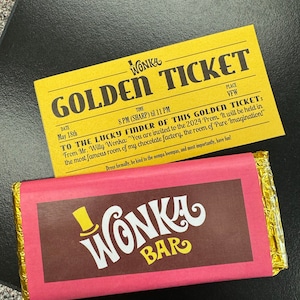 WONKA
GOLDEN TICKET
DATE TIME PLACE
May 18th 8 PM (SHARP) til 11 PM VFW
TO THE LUCKY FINDER OF THIS GOLDEN TICKET:
From Mr. Willy Wonka: "You are invited to the 2024 Prom. It will be held in
the most famous room of my chocolate factory, the room of Pure Imagination!"
Dress formally, be kind to the oompa loompas, and most importantly, have fun!
WONKA
BAR